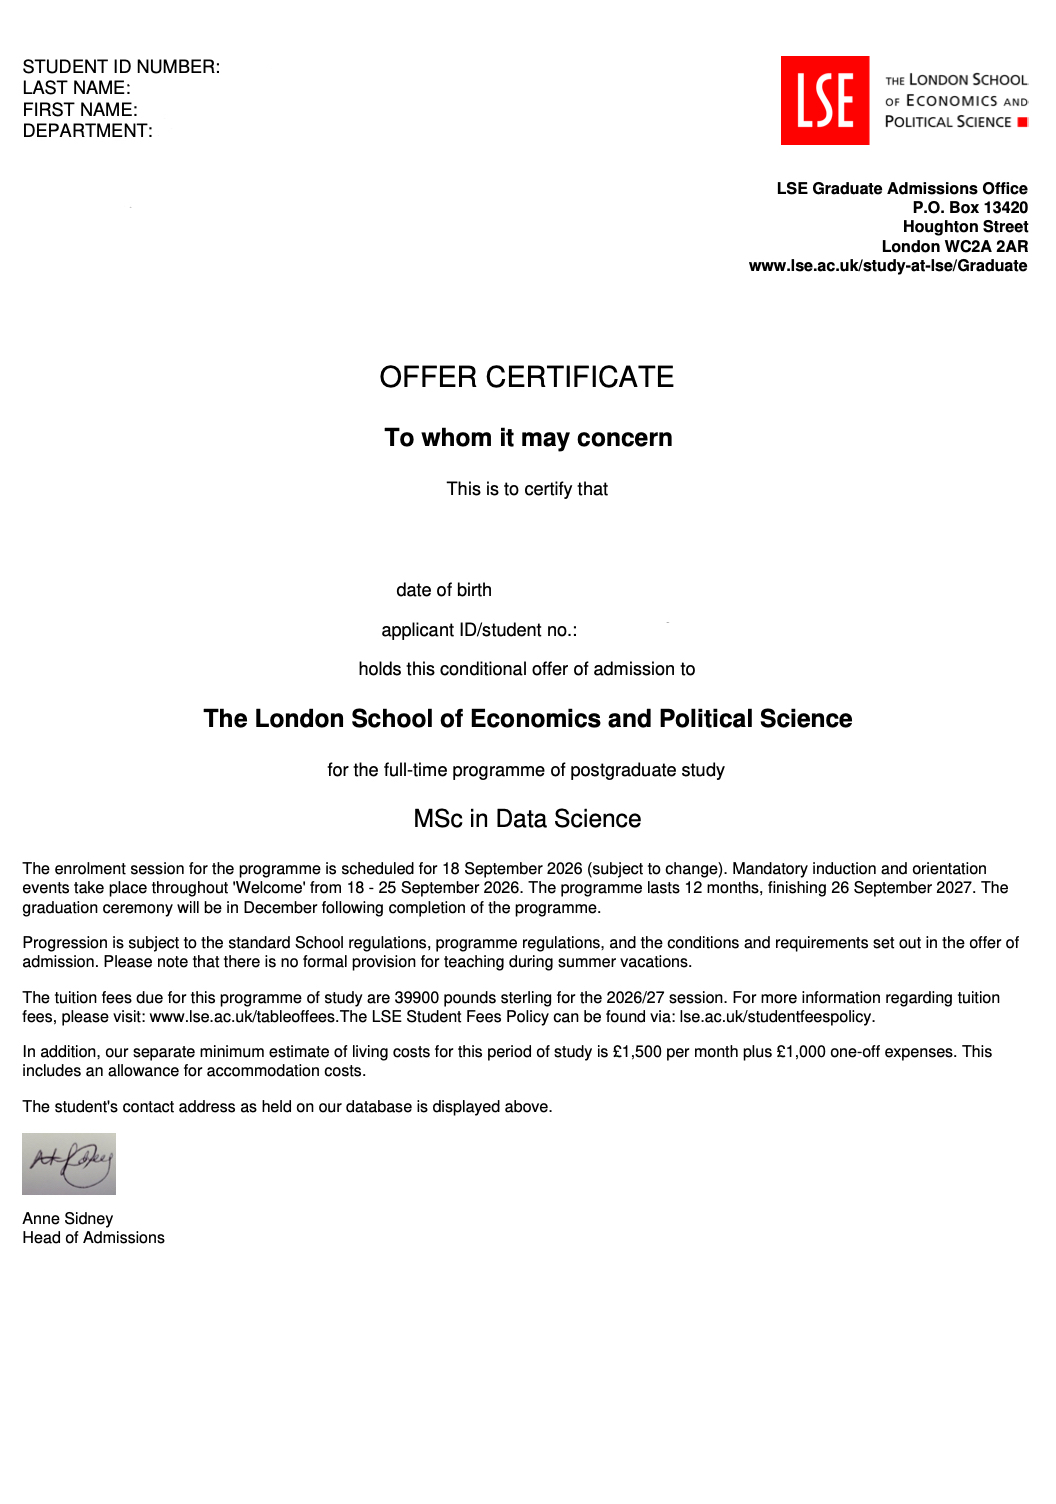 STUDENT ID NUMBER:
LAST NAME:
FIRST NAME:
DEPARTMENT:
LSE
THE LONDON SCHOOL
OF ECONOMICS AND
POLITICAL SCIENCE
LSE Graduate Admissions Office
P.O. Box 13420
Houghton Street
London WC2A 2AR
www.lse.ac.uk/study-at-lse/Graduate
OFFER CERTIFICATE
To whom it may concern
This is to certify that
date of birth
applicant ID/student no.:
holds this conditional offer of admission to
The London School of Economics and Political Science
for the full-time programme of postgraduate study
MSc in Data Science
The enrolment session for the programme is scheduled for 18 September 2026 (subject to change). Mandatory induction and orientation
events take place throughout 'Welcome' from 18 - 25 September 2026. The programme lasts 12 months, finishing 26 September 2027. The
graduation ceremony will be in December following completion of the programme.
Progression is subject to the standard School regulations, programme regulations, and the conditions and requirements set out in the offer of
admission. Please note that there is no formal provision for teaching during summer vacations.
The tuition fees due for this programme of study are 39900 pounds sterling for the 2026/27 session. For more information regarding tuition
fees, please visit: www.lse.ac.uk/tableoffees.The LSE Student Fees Policy can be found via: lse.ac.uk/studentfeespolicy.
In addition, our separate minimum estimate of living costs for this period of study is £1,500 per month plus £1,000 one-off expenses. This
includes an allowance for accommodation costs.
The student's contact address as held on our database is displayed above.
Anne Sidney
Head of Admissions